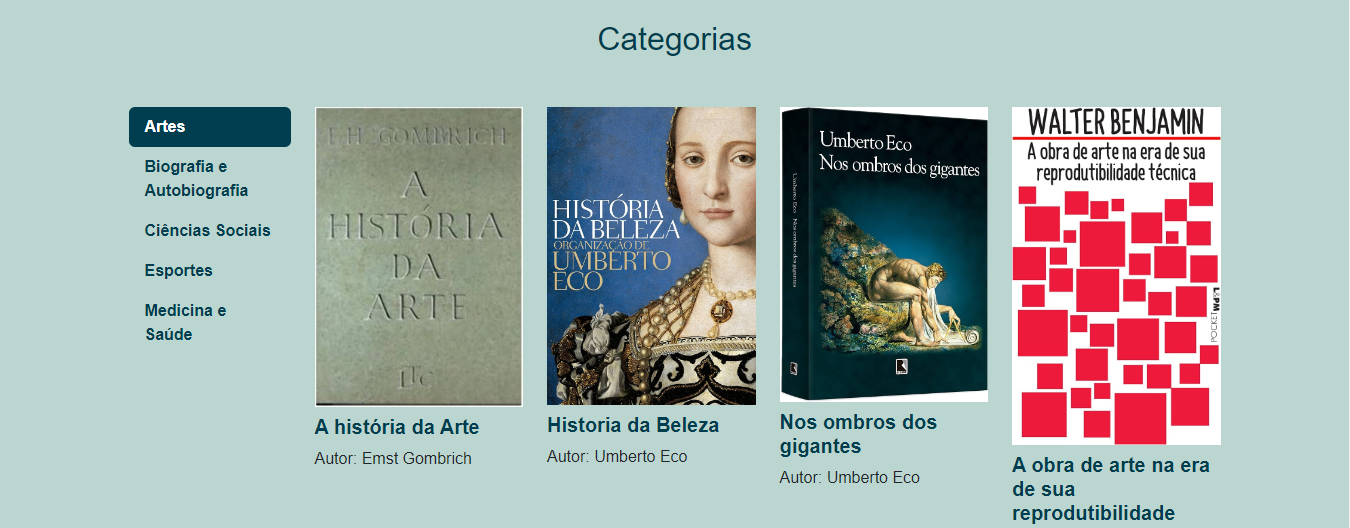 Categorias
Artes
Biografia e
Autobiografia
Ciências Sociais
Esportes
Medicina e
Saúde
E.H. GOMBRICH
A
HISTÓRIA
DA
ARTE
LTC
A história da Arte
Autor: Ernst Gombrich
HISTÓRIA
DA BELEZA
ORGANIZAÇÃO DE
UMBERTO
ECO
Historia da Beleza
Autor: Umberto Eco
Umberto Eco
Nos ombros dos gigantes
Umberto Eco Nos ombros dos gigantes
Nos ombros dos
gigantes
Autor: Umberto Eco
WALTER BENJAMIN
A obra de arte na era de sua
reprodutibilidade técnica
L&PM
POCKET
A obra de arte na era
de sua
reprodutibilidade